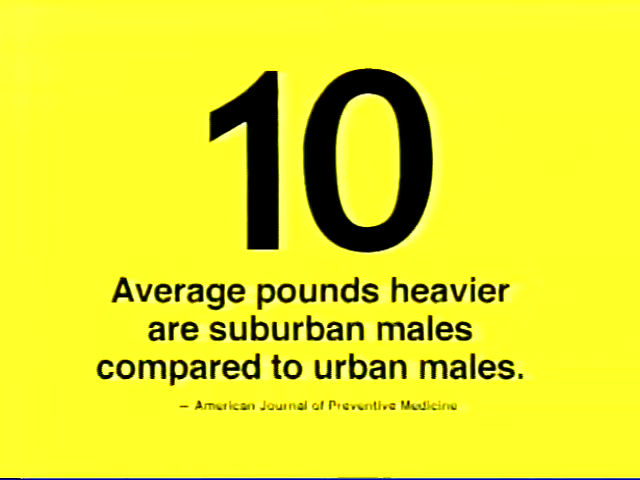 10
Average pounds heavier
are suburban males
compared to urban males.
– American Journal of Preventive Medicine